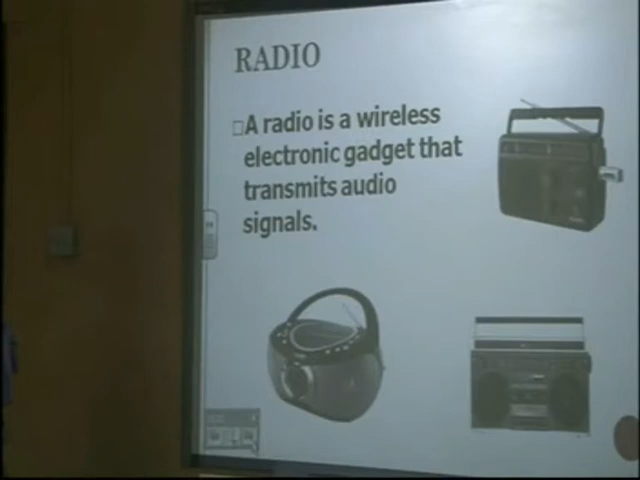 RADIO
A radio is a wireless
electronic gadget that
transmits audio
signals.